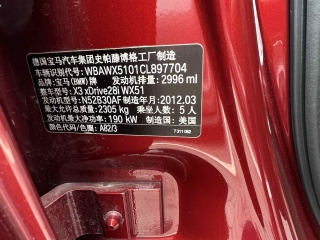 德国宝马汽车集团史帕滕博格工厂制造
车辆识别代号: WBAWX5101CL897704
品牌: 宝马(BMW)牌 发动机排量: 2996 ml
整车型号: X3 xDrive28i WX51
发动机型号: N52B30AF 制造年月: 2012.03
最大允许总质量: 2305 kg 乘坐人数: 5人
发动机最大净功率: 190 kW 制造国: 美国
颜色代码/色圈: A82/3
7311 092